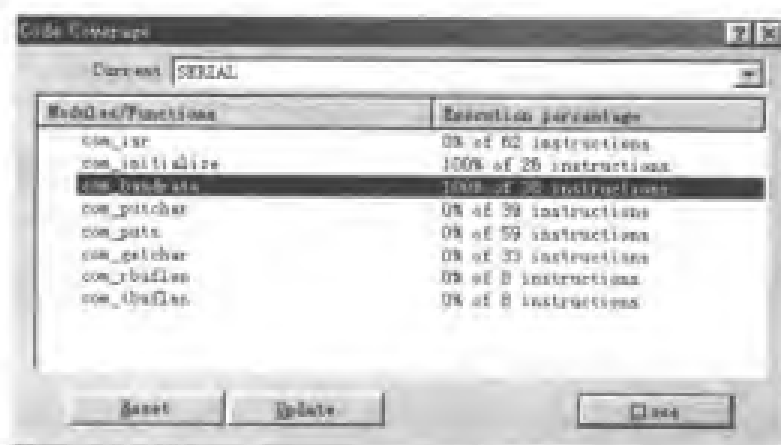 Code Coverage
Current SERIAL
Modules/Functions Execution percentage
com_isr 0% of 62 instructions
com_initialize 100% of 26 instructions
com_baudrate 100% of instructions
com_putchar 0% of 39 instructions
com_puts 0% of 59 instructions
com_getchar 0% of 33 instructions
com_rbuflen 0% of 8 instructions
com_tbuflen 0% of 8 instructions
Reset Update Close